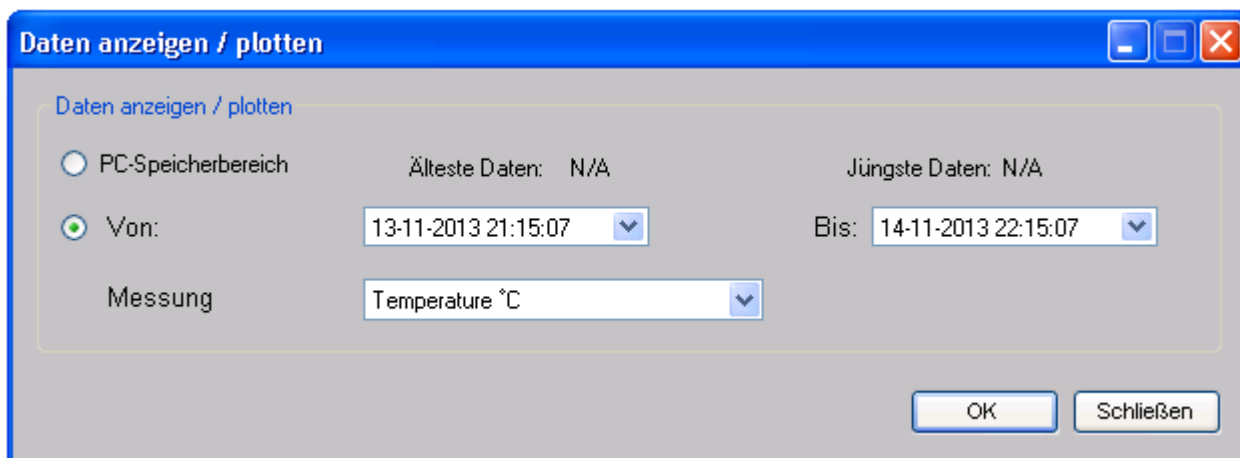 Daten anzeigen / plotten
Daten anzeigen / plotten
PC-Speicherbereich Älteste Daten: N/A Jüngste Daten: N/A
Von: 13-11-2013 21:15:07 Bis: 14-11-2013 22:15:07
Messung Temperature °C
OK Schließen